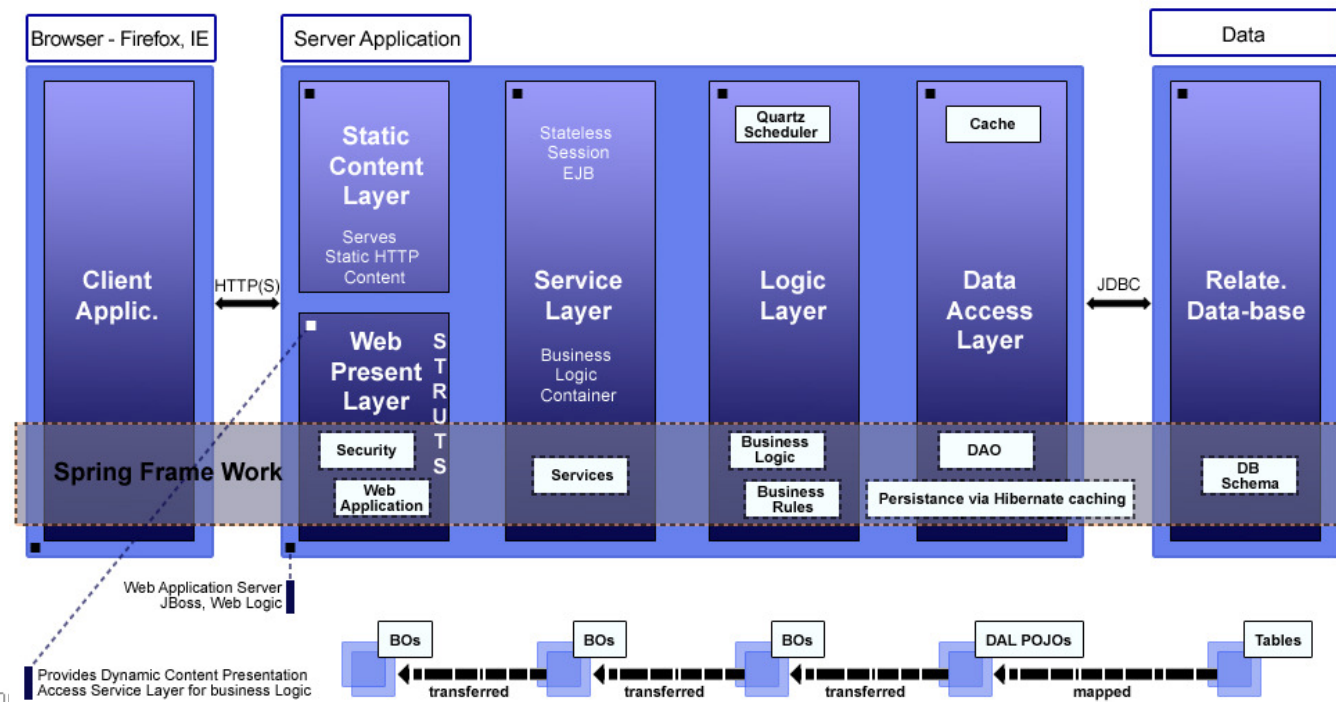 Browser - Firefox, IE
Server Application
Data
Client
Applic.
HTTP(S)
Static
Content
Layer
Serves
Static HTTP
Content
Web
Present
Layer
STRUTS
Security
Web
Application
Stateless
Session
EJB
Service
Layer
Business
Logic
Container
Services
Quartz
Scheduler
Logic
Layer
Business
Logic
Business
Rules
Cache
Data
Access
Layer
DAO
Persistance via Hibernate caching
JDBC
Relate.
Data-base
DB
Schema
Spring Frame Work
Web Application Server
JBoss, Web Logic
Provides Dynamic Content Presentation
Access Service Layer for business Logic
BOs
BOs
BOs
DAL POJOs
Tables
transferred
transferred
transferred
mapped